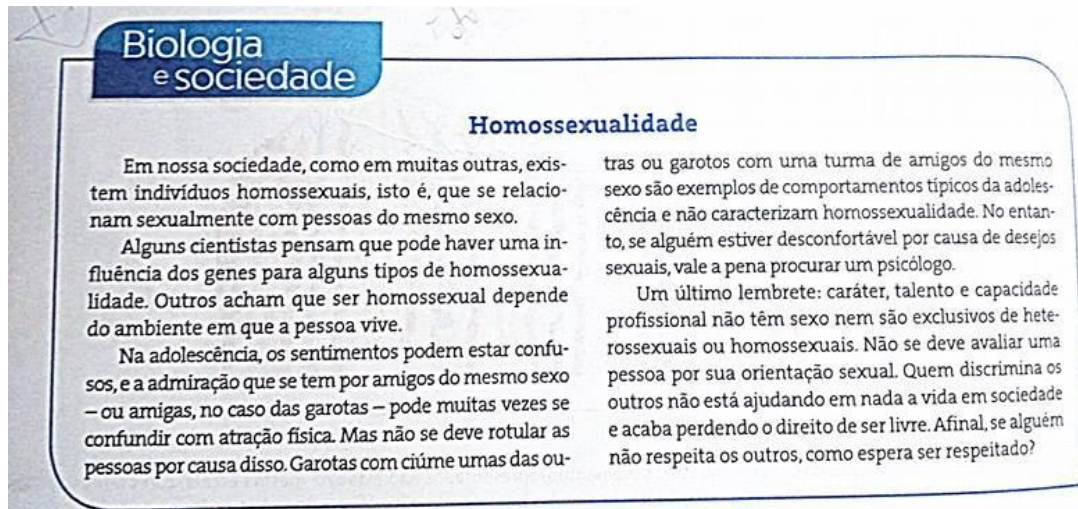 Biologia
e sociedade
Homossexualidade
Em nossa sociedade, como em muitas outras, exis-
tem indivíduos homossexuais, isto é, que se relacio-
nam sexualmente com pessoas do mesmo sexo.
Alguns cientistas pensam que pode haver uma in-
fluência dos genes para alguns tipos de homossexua-
lidade. Outros acham que ser homossexual depende
do ambiente em que a pessoa vive.
Na adolescência, os sentimentos podem estar confu-
sos, e a admiração que se tem por amigos do mesmo sexo
– ou amigas, no caso das garotas – pode muitas vezes se
confundir com atração física. Mas não se deve rotular as
pessoas por causa disso. Garotas com ciúme umas das ou-
tras ou garotos com uma turma de amigos do mesmo
sexo são exemplos de comportamentos típicos da adoles-
cência e não caracterizam homossexualidade. No entan-
to, se alguém estiver desconfortável por causa de desejos
sexuais, vale a pena procurar um psicólogo.
Um último lembrete: caráter, talento e capacidade
profissional não têm sexo nem são exclusivos de hete-
rossexuais ou homossexuais. Não se deve avaliar uma
pessoa por sua orientação sexual. Quem discrimina os
outros não está ajudando em nada a vida em sociedade
e acaba perdendo o direito de ser livre. Afinal, se alguém
não respeita os outros, como espera ser respeitado?